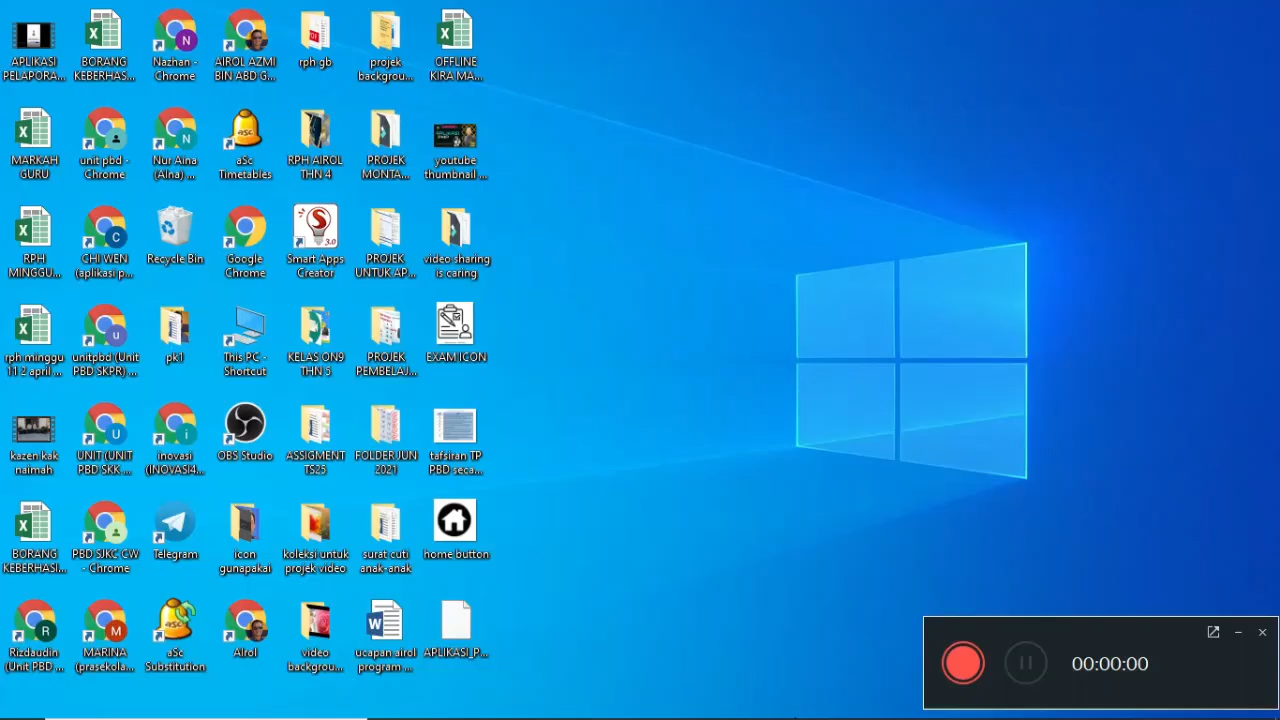 APLIKASI
PELAPORA...
BORANG
KEBERHAS...
Nazhan -
Chrome
AIROL AZMI
BIN ABD G...
rph gb
projek
backgrou...
OFFLINE
KIRA MA...
MARKAH
GURU
unit pbd -
Chrome
Nur Aina
(AIna) ...
aSc
Timetables
RPH AIROL
THN 4
PROJEK
MONTA...
youtube
thumbnail ...
RPH
MINGGU...
CHI WEN
(aplikasi p...
Recycle Bin
Google
Chrome
Smart Apps
Creator
PROJEK
UNTUK AP...
video sharing
is caring
rph minggu
11 2 april ...
unitpbd (Unit
PBD SKPR) ...
pk1
This PC -
Shortcut
KELAS ON9
THN 5
PROJEK
PEMBELAJ...
EXAM ICON
kazen kak
naimah
UNIT (UNIT
PBD SKK ...
inovasi
(INOVASI4...
OBS Studio
ASSIGMENT
TS25
FOLDER JUN
2021
tafsiran TP
PBD seca...
BORANG
KEBERHASI...
PBD SJKC CW
- Chrome
Telegram
icon
gunapakai
koleksi untuk
projek video
surat cuti
anak-anak
home button
Rizdaudin
(Unit PBD ...
MARINA
(prasekola...
aSc
Substitution
AIrol
video
backgrou...
ucapan airol
program ...
APLIKASI_P...
00:00:00